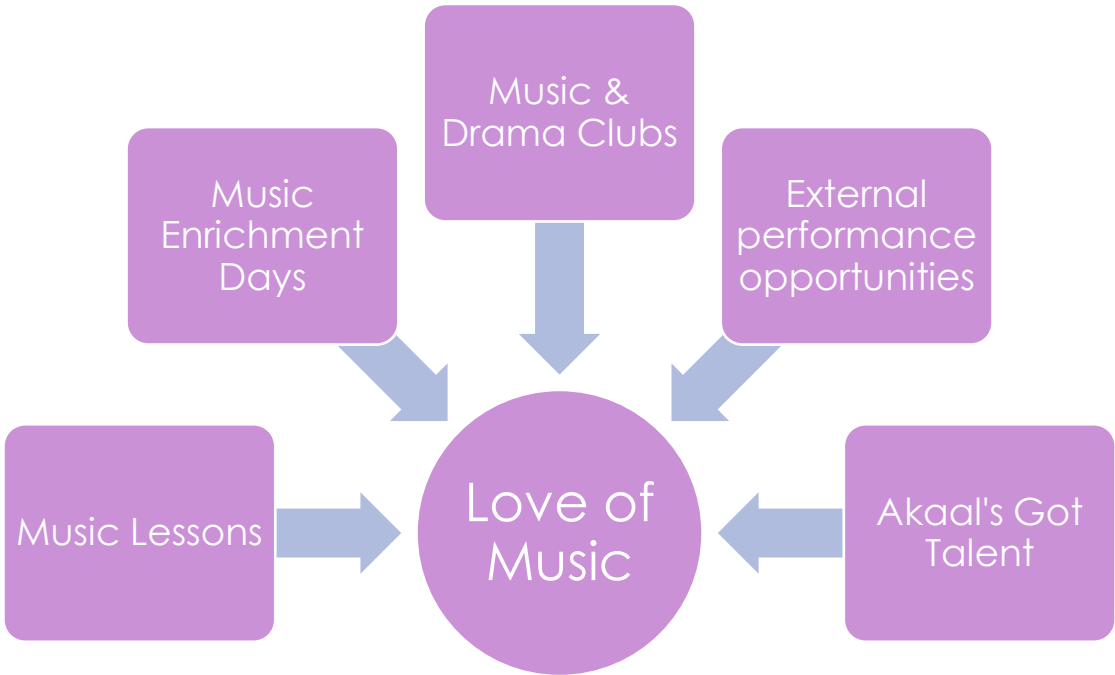 Music &
Drama Clubs
Music
Enrichment
Days
External
performance
opportunities
Music Lessons
Love of
Music
Akaal's Got
Talent